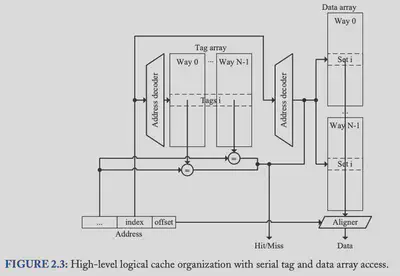 Data array
Tag array
Way 0
Way 0 ... Way N-1
Address decoder
Address decoder
Set i
Tags i
...
Way N-1
=
=
Set i
... index offset
Aligner
Address
Hit/Miss
Data
FIGURE 2.3: High-level logical cache organization with serial tag and data array access.